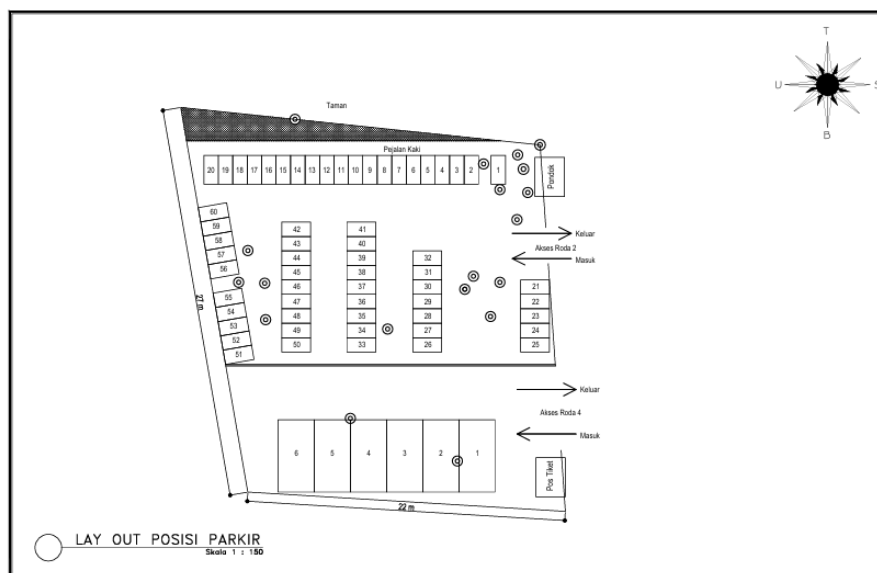 T
U S
B
Taman
Pejalan Kaki
20 19 18 17 16 15 14 13 12 11 10 9 8 7 6 5 4 3 2 1
Pondok
60
59
58
57
56
55
54
53
52
51
42
43
44
45
46
47
48
49
50
41
40
39
38
37
36
35
34
33
32
31
30
29
28
27
26
21
22
23
24
25
Keluar
Akses Roda 2
Masuk
27 m
Keluar
Akses Roda 4
Masuk
6 5 4 3 2 1
Pos Tiket
22 m
LAY OUT POSISI PARKIR
Skala 1 : 150